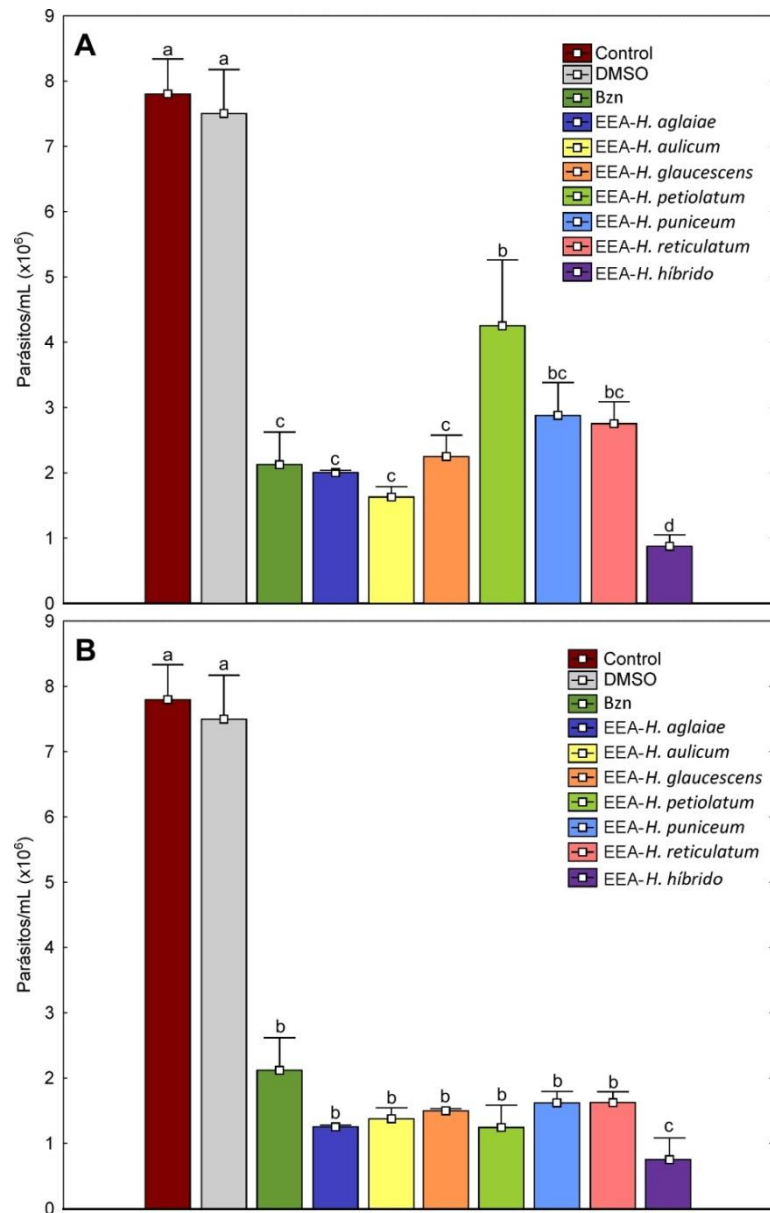 A
Parásitos/mL (x10⁶)
9
8
7
6
5
4
3
2
1
0
a
a
c
c
c
c
b
bc
bc
d
Control
DMSO
Bzn
EEA-H. aglaiae
EEA-H. aulicum
EEA-H. glaucescens
EEA-H. petiolatum
EEA-H. puniceum
EEA-H. reticulatum
EEA-H. híbrido
B
Parásitos/mL (x10⁶)
9
8
7
6
5
4
3
2
1
0
a
a
b
b
b
b
b
b
b
c
Control
DMSO
Bzn
EEA-H. aglaiae
EEA-H. aulicum
EEA-H. glaucescens
EEA-H. petiolatum
EEA-H. puniceum
EEA-H. reticulatum
EEA-H. híbrido